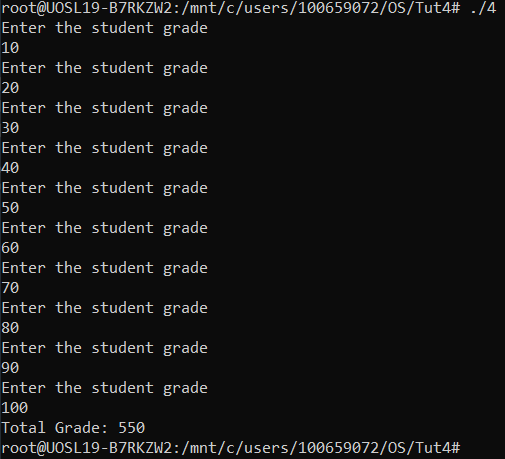 root@UOSL19-B7RKZW2:/mnt/c/users/100659072/OS/Tut4# ./4
Enter the student grade
10
Enter the student grade
20
Enter the student grade
30
Enter the student grade
40
Enter the student grade
50
Enter the student grade
60
Enter the student grade
70
Enter the student grade
80
Enter the student grade
90
Enter the student grade
100
Total Grade: 550
root@UOSL19-B7RKZW2:/mnt/c/users/100659072/OS/Tut4#